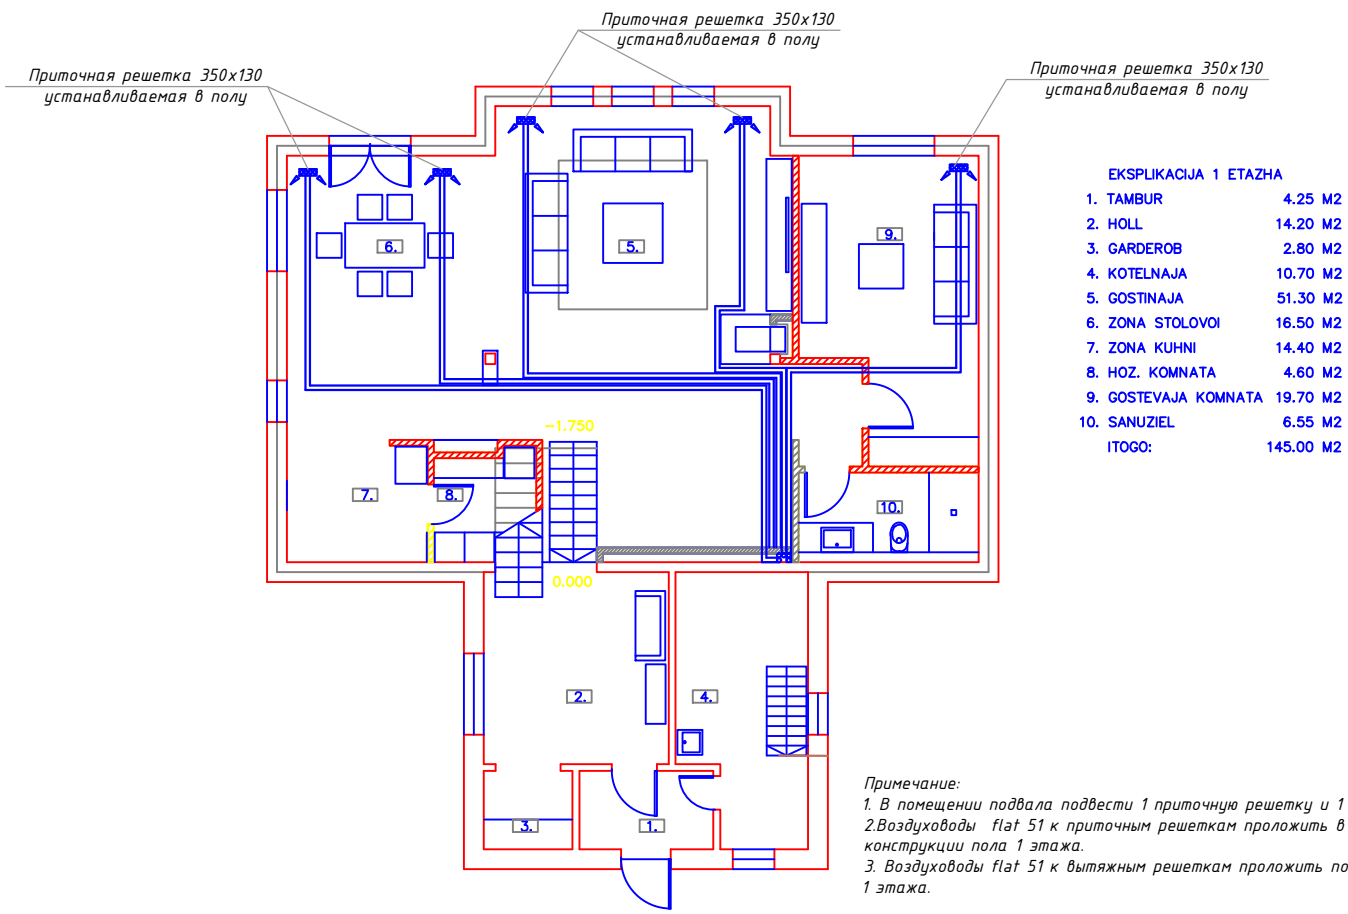 Приточная решетка 350x130
устанавливаемая в полу
Приточная решетка 350x130
устанавливаемая в полу
Приточная решетка 350x130
устанавливаемая в полу
EKSPLIKACIJA 1 ETAZHA
1. TAMBUR 4.25 M2
2. HOLL 14.20 M2
3. GARDEROB 2.80 M2
4. KOTELNAJA 10.70 M2
5. GOSTINAJA 51.30 M2
6. ZONA STOLOVOI 16.50 M2
7. ZONA KUHNI 14.40 M2
8. HOZ. KOMNATA 4.60 M2
9. GOSTEVAJA KOMNATA 19.70 M2
10. SANUZIEL 6.55 M2
ITOGO: 145.00 M2
9.
6.
5.
-1.750
7.
8.
10.
0.000
2.
4.
3.
1.
Примечание:
1. В помещении подвала подвести 1 приточную решетку и 1
2.Воздуховоды flat 51 к приточным решеткам проложить в
конструкции пола 1 этажа.
3. Воздуховоды flat 51 к вытяжным решеткам проложить по
1 этажа.